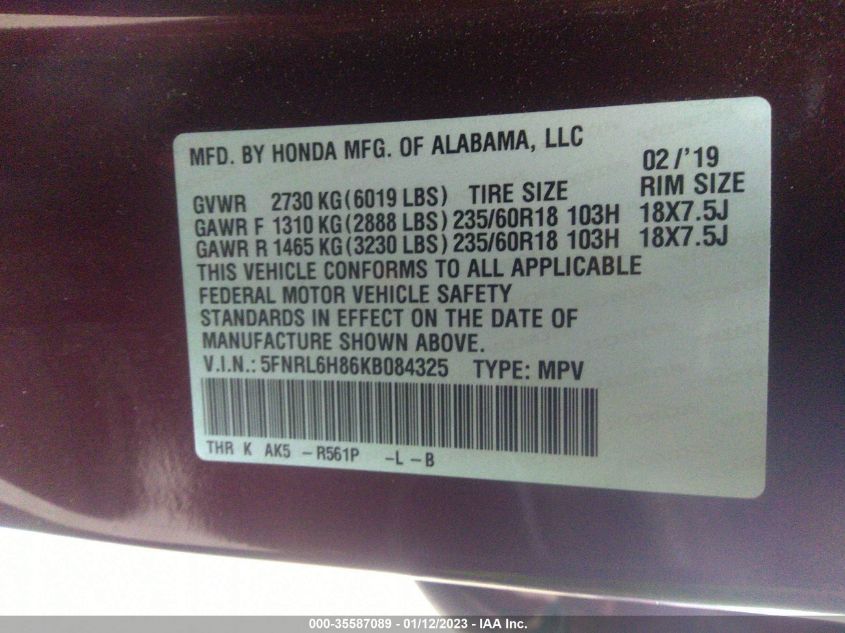 MFD. BY HONDA MFG. OF ALABAMA, LLC 02/'19
GVWR 2730 KG(6019 LBS) TIRE SIZE RIM SIZE
GAWR F 1310 KG(2888 LBS) 235/60R18 103H 18X7.5J
GAWR R 1465 KG(3230 LBS) 235/60R18 103H 18X7.5J
THIS VEHICLE CONFORMS TO ALL APPLICABLE
FEDERAL MOTOR VEHICLE SAFETY
STANDARDS IN EFFECT ON THE DATE OF
MANUFACTURE SHOWN ABOVE.
V.I.N.: 5FNRL6H86KB084325 TYPE: MPV
THR K AK5 -R561P -L-B
000-35587089 - 01/12/2023 - IAA Inc.